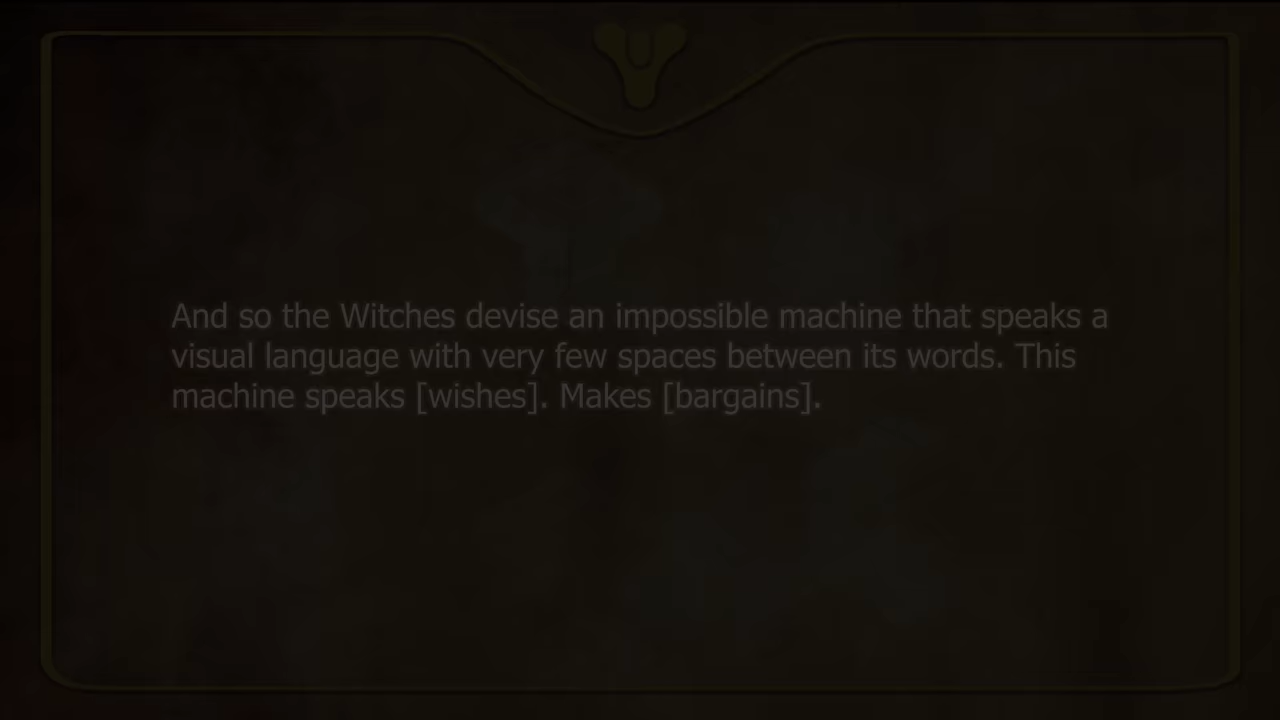 And so the Witches devise an impossible machine that speaks a
visual language with very few spaces between its words. This
machine speaks [wishes]. Makes [bargains].